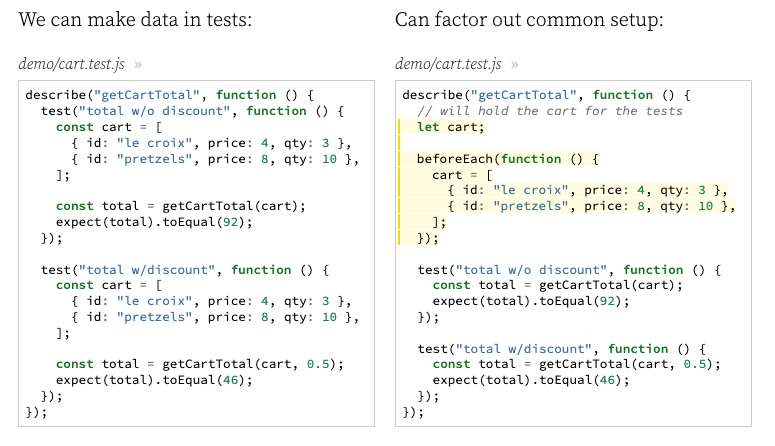 We can make data in tests:
demo/cart.test.js »
describe("getCartTotal", function () {
  test("total w/o discount", function () {
    const cart = [
      { id: "le croix", price: 4, qty: 3 },
      { id: "pretzels", price: 8, qty: 10 },
    ];

    const total = getCartTotal(cart);
    expect(total).toEqual(92);
  });

  test("total w/discount", function () {
    const cart = [
      { id: "le croix", price: 4, qty: 3 },
      { id: "pretzels", price: 8, qty: 10 },
    ];

    const total = getCartTotal(cart, 0.5);
    expect(total).toEqual(46);
  });
});
Can factor out common setup:
demo/cart.test.js »
describe("getCartTotal", function () {
  // will hold the cart for the tests
  let cart;

  beforeEach(function () {
    cart = [
      { id: "le croix", price: 4, qty: 3 },
      { id: "pretzels", price: 8, qty: 10 },
    ];
  });

  test("total w/o discount", function () {
    const total = getCartTotal(cart);
    expect(total).toEqual(92);
  });

  test("total w/discount", function () {
    const total = getCartTotal(cart, 0.5);
    expect(total).toEqual(46);
  });
});